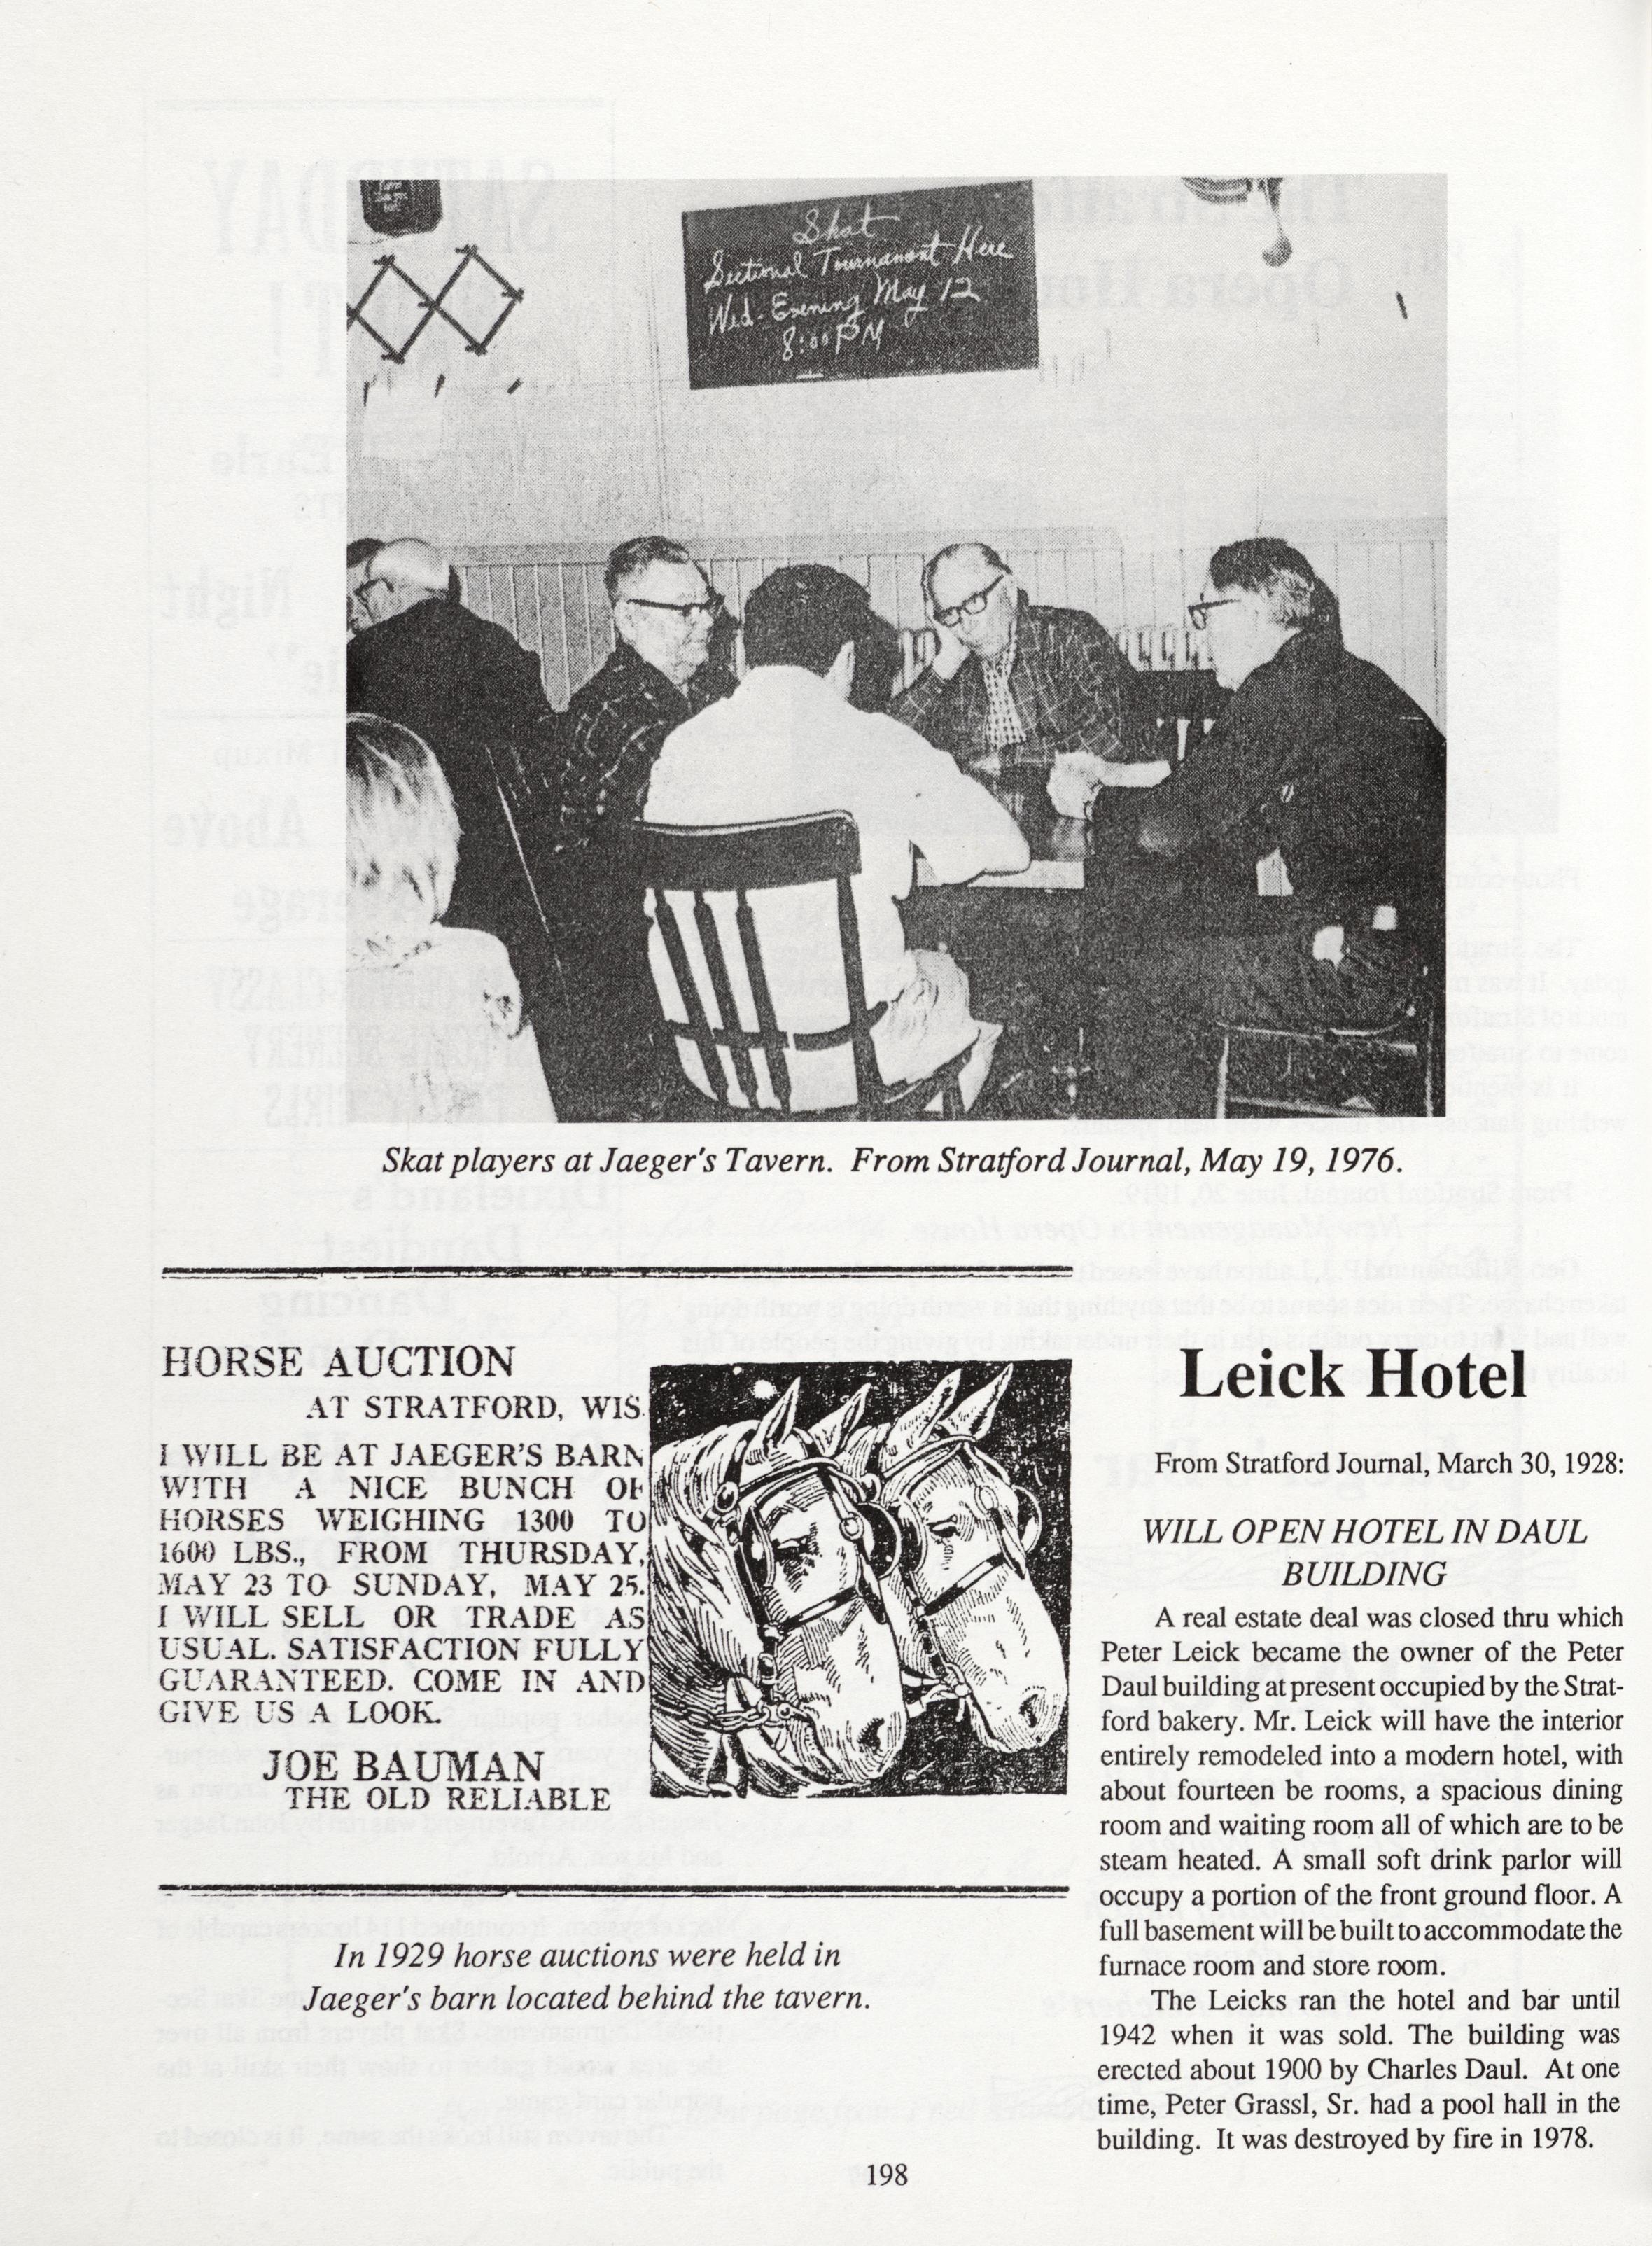 Skat
Sectional Tournament Here
Wed. Evening May 12
8:00 PM
Skat players at Jaeger's Tavern. From Stratford Journal, May 19, 1976.
HORSE AUCTION
AT STRATFORD, WIS.
I WILL BE AT JAEGER'S BARN
WITH A NICE BUNCH OF
HORSES WEIGHING 1300 TO
1600 LBS., FROM THURSDAY,
MAY 23 TO SUNDAY, MAY 25.
I WILL SELL OR TRADE AS
USUAL. SATISFACTION FULLY
GUARANTEED. COME IN AND
GIVE US A LOOK.
JOE BAUMAN
THE OLD RELIABLE
In 1929 horse auctions were held in
Jaeger's barn located behind the tavern.
Leick Hotel
From Stratford Journal, March 30, 1928:
WILL OPEN HOTEL IN DAUL
BUILDING
A real estate deal was closed thru which
Peter Leick became the owner of the Peter
Daul building at present occupied by the Strat-
ford bakery. Mr. Leick will have the interior
entirely remodeled into a modern hotel, with
about fourteen be rooms, a spacious dining
room and waiting room all of which are to be
steam heated. A small soft drink parlor will
occupy a portion of the front ground floor. A
full basement will be built to accommodate the
furnace room and store room.
The Leicks ran the hotel and bar until
1942 when it was sold. The building was
erected about 1900 by Charles Daul. At one
time, Peter Grassl, Sr. had a pool hall in the
building. It was destroyed by fire in 1978.
198